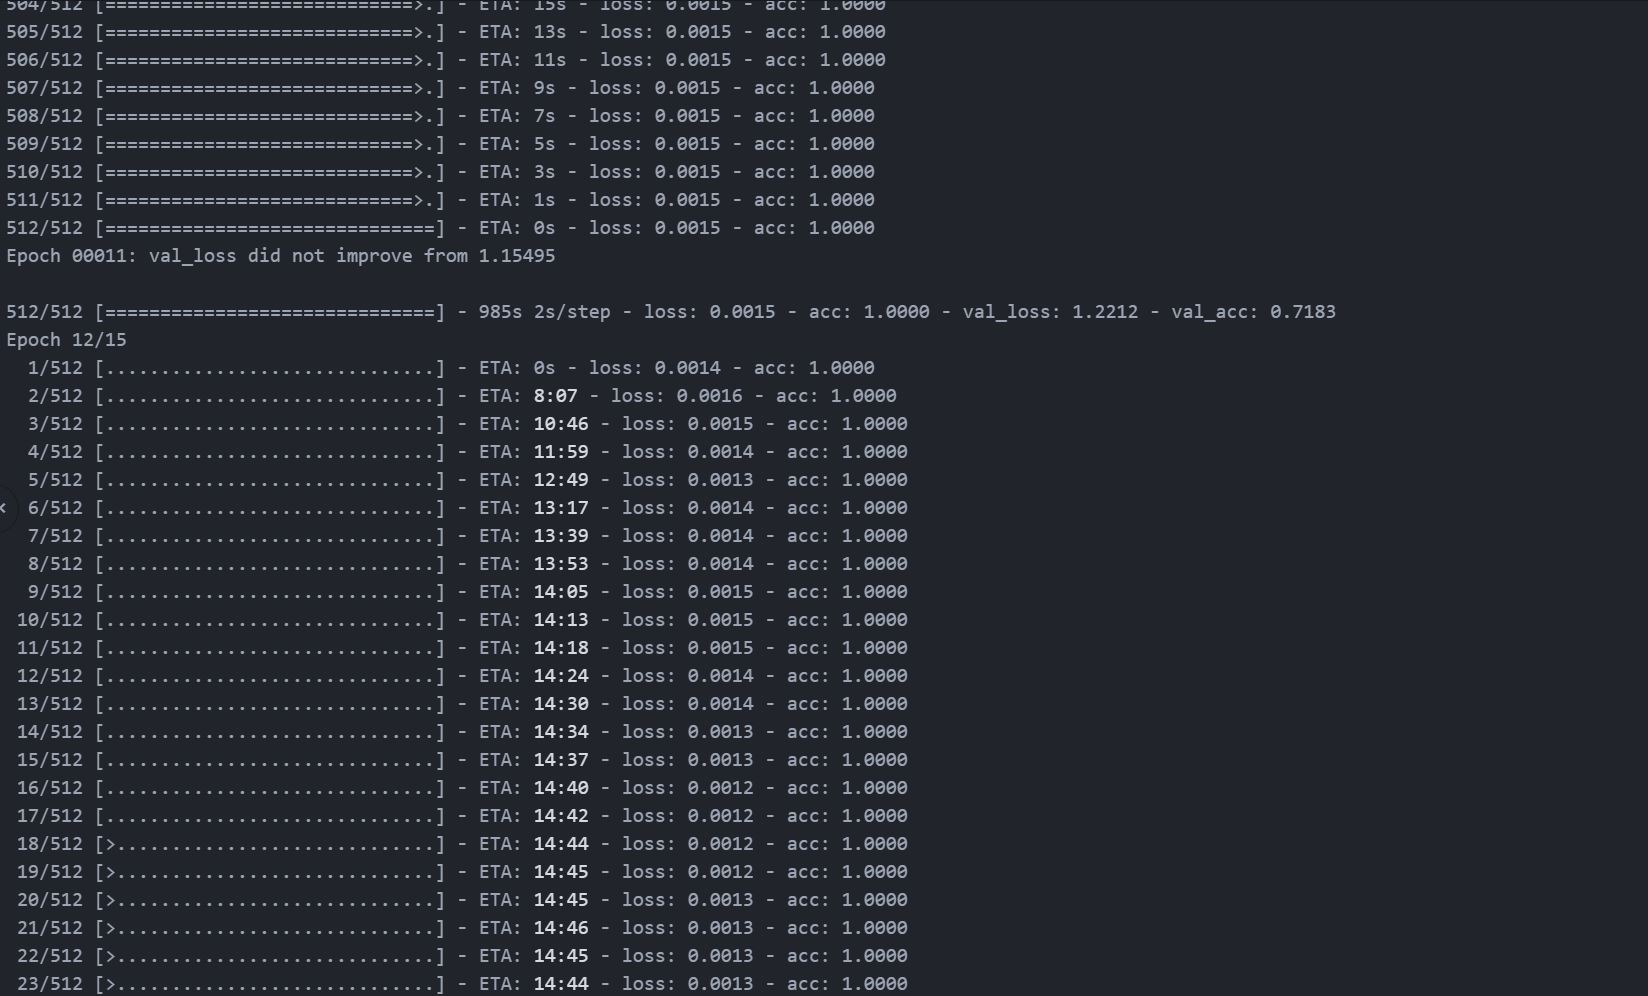 504/512 [============================>.] - ETA: 15s - loss: 0.0015 - acc: 1.0000
505/512 [============================>.] - ETA: 13s - loss: 0.0015 - acc: 1.0000
506/512 [============================>.] - ETA: 11s - loss: 0.0015 - acc: 1.0000
507/512 [============================>.] - ETA: 9s - loss: 0.0015 - acc: 1.0000
508/512 [============================>.] - ETA: 7s - loss: 0.0015 - acc: 1.0000
509/512 [============================>.] - ETA: 5s - loss: 0.0015 - acc: 1.0000
510/512 [============================>.] - ETA: 3s - loss: 0.0015 - acc: 1.0000
511/512 [============================>.] - ETA: 1s - loss: 0.0015 - acc: 1.0000
512/512 [==============================] - ETA: 0s - loss: 0.0015 - acc: 1.0000
Epoch 00011: val_loss did not improve from 1.15495
512/512 [==============================] - 985s 2s/step - loss: 0.0015 - acc: 1.0000 - val_loss: 1.2212 - val_acc: 0.7183
Epoch 12/15
1/512 [..............................] - ETA: 0s - loss: 0.0014 - acc: 1.0000
2/512 [..............................] - ETA: 8:07 - loss: 0.0016 - acc: 1.0000
3/512 [..............................] - ETA: 10:46 - loss: 0.0015 - acc: 1.0000
4/512 [..............................] - ETA: 11:59 - loss: 0.0014 - acc: 1.0000
5/512 [..............................] - ETA: 12:49 - loss: 0.0013 - acc: 1.0000
6/512 [..............................] - ETA: 13:17 - loss: 0.0014 - acc: 1.0000
7/512 [..............................] - ETA: 13:39 - loss: 0.0014 - acc: 1.0000
8/512 [..............................] - ETA: 13:53 - loss: 0.0014 - acc: 1.0000
9/512 [..............................] - ETA: 14:05 - loss: 0.0015 - acc: 1.0000
10/512 [..............................] - ETA: 14:13 - loss: 0.0015 - acc: 1.0000
11/512 [..............................] - ETA: 14:18 - loss: 0.0015 - acc: 1.0000
12/512 [..............................] - ETA: 14:24 - loss: 0.0014 - acc: 1.0000
13/512 [..............................] - ETA: 14:30 - loss: 0.0014 - acc: 1.0000
14/512 [..............................] - ETA: 14:34 - loss: 0.0013 - acc: 1.0000
15/512 [..............................] - ETA: 14:37 - loss: 0.0013 - acc: 1.0000
16/512 [..............................] - ETA: 14:40 - loss: 0.0012 - acc: 1.0000
17/512 [..............................] - ETA: 14:42 - loss: 0.0012 - acc: 1.0000
18/512 [>.............................] - ETA: 14:44 - loss: 0.0012 - acc: 1.0000
19/512 [>.............................] - ETA: 14:45 - loss: 0.0012 - acc: 1.0000
20/512 [>.............................] - ETA: 14:45 - loss: 0.0013 - acc: 1.0000
21/512 [>.............................] - ETA: 14:46 - loss: 0.0013 - acc: 1.0000
22/512 [>.............................] - ETA: 14:45 - loss: 0.0013 - acc: 1.0000
23/512 [>.............................] - ETA: 14:44 - loss: 0.0013 - acc: 1.0000